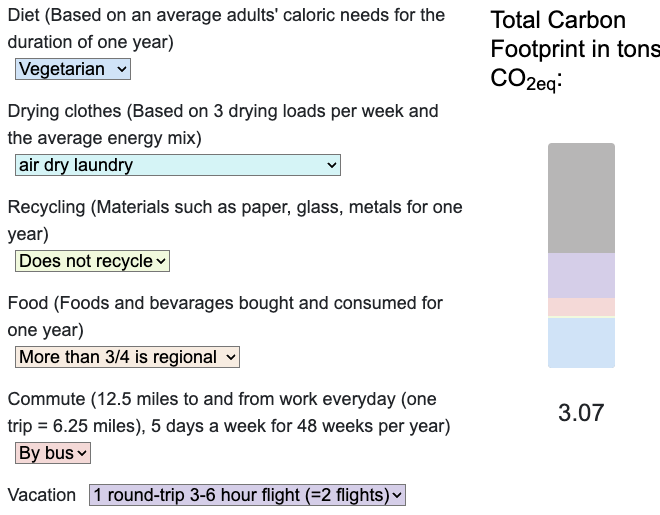 Diet (Based on an average adults' caloric needs for the
duration of one year)
Vegetarian
Drying clothes (Based on 3 drying loads per week and
the average energy mix)
air dry laundry
Recycling (Materials such as paper, glass, metals for one
year)
Does not recycle
Food (Foods and bevarages bought and consumed for
one year)
More than 3/4 is regional
Commute (12.5 miles to and from work everyday (one
trip = 6.25 miles), 5 days a week for 48 weeks per year)
By bus
Vacation 1 round-trip 3-6 hour flight (=2 flights)
Total Carbon
Footprint in tons
CO2eq:
3.07